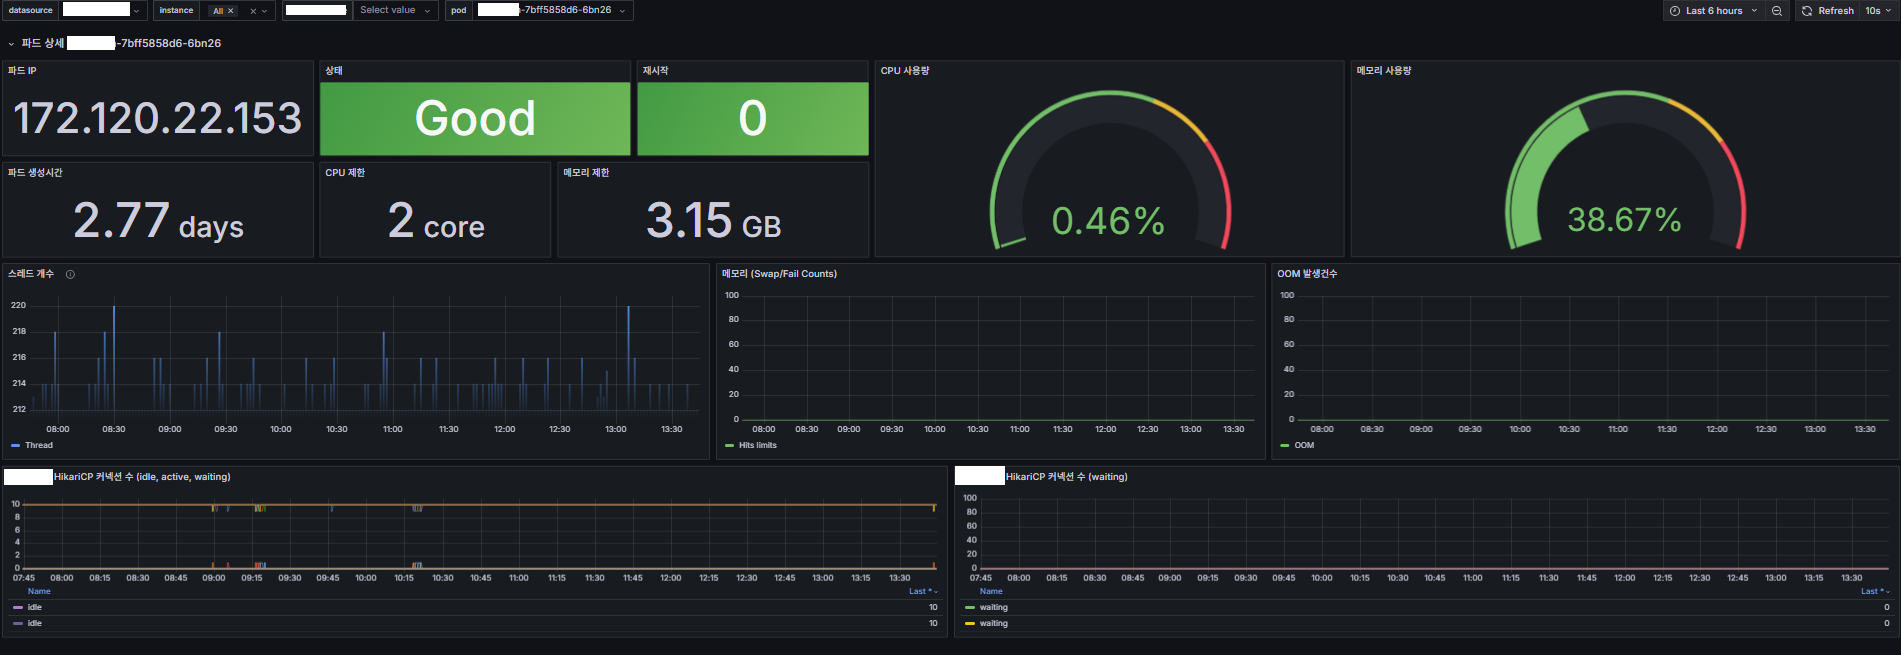 datasource
instance All × ×
Select value
pod -7bff5858d6-6bn26
Last 6 hours
Refresh 10s
파드 상세 -7bff5858d6-6bn26
파드 IP
172.120.22.153
상태
Good
재시작
0
CPU 사용량
0.46%
메모리 사용량
38.67%
파드 생성시간
2.77 days
CPU 제한
2 core
메모리 제한
3.15 GB
스레드 개수
220
218
216
214
212
08:00 08:30 09:00 09:30 10:00 10:30 11:00 11:30 12:00 12:30 13:00 13:30
Thread
메모리 (Swap/Fail Counts)
100
80
60
40
20
0
08:00 08:30 09:00 09:30 10:00 10:30 11:00 11:30 12:00 12:30 13:00 13:30
Hits limits
OOM 발생건수
100
80
60
40
20
0
08:00 08:30 09:00 09:30 10:00 10:30 11:00 11:30 12:00 12:30 13:00 13:30
OOM
HikariCP 커넥션 수 (idle, active, waiting)
10
8
6
4
2
0
07:45 08:00 08:15 08:30 08:45 09:00 09:15 09:30 09:45 10:00 10:15 10:30 10:45 11:00 11:15 11:30 11:45 12:00 12:15 12:30 12:45 13:00 13:15 13:30
Name Last *
idle 10
idle 10
HikariCP 커넥션 수 (waiting)
100
80
60
40
20
0
07:45 08:00 08:15 08:30 08:45 09:00 09:15 09:30 09:45 10:00 10:15 10:30 10:45 11:00 11:15 11:30 11:45 12:00 12:15 12:30 12:45 13:00 13:15 13:30
Name Last *
waiting 0
waiting 0